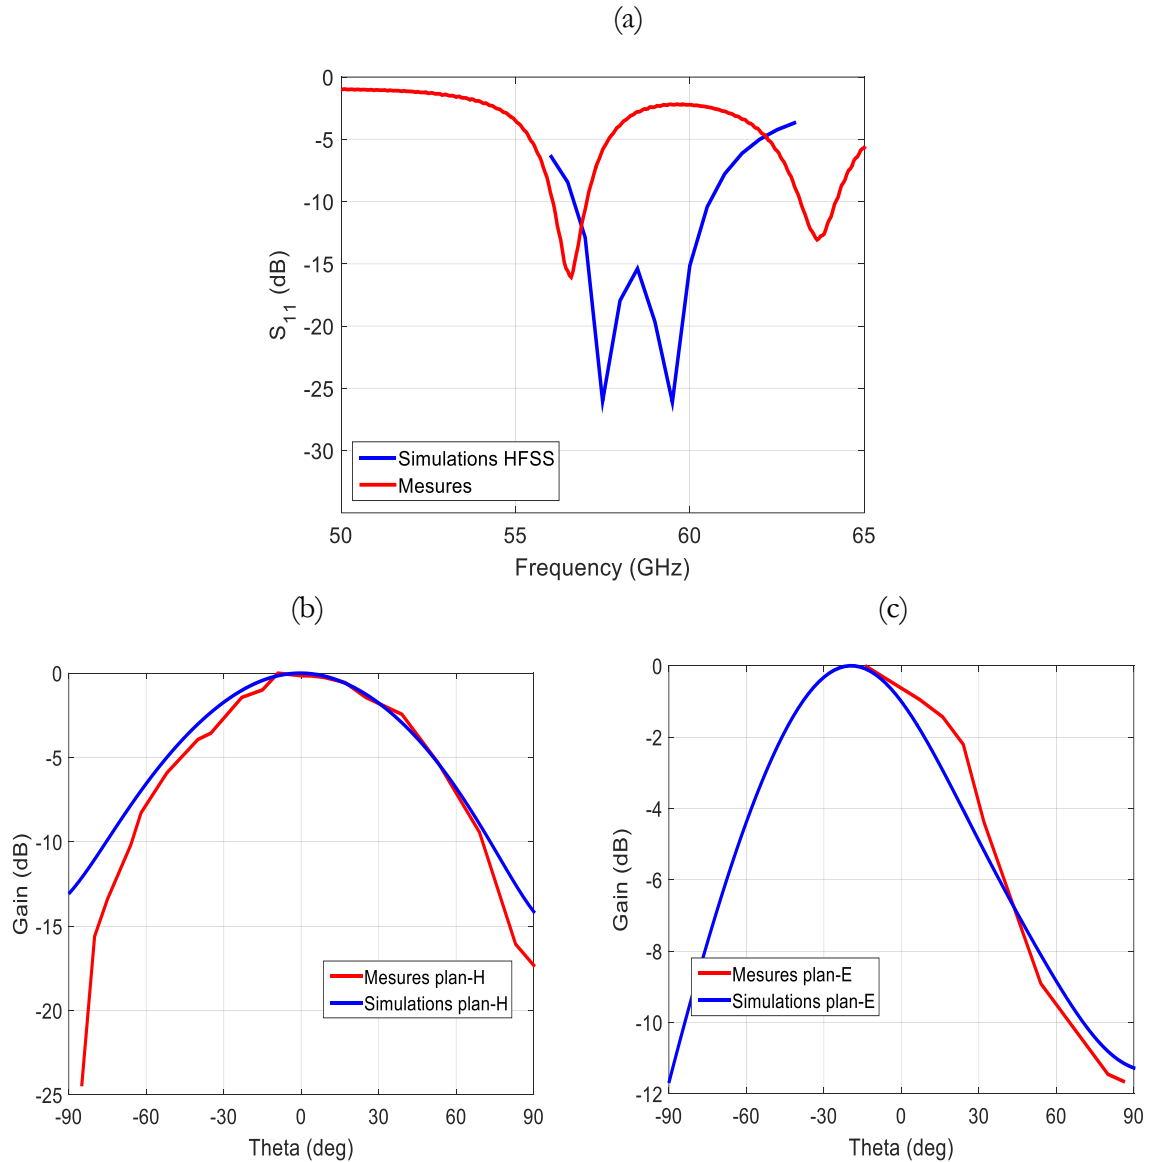 (a)
0
-5
-10
-15
-20
-25
-30
S11 (dB)
Simulations HFSS
Mesures
50 55 60 65
Frequency (GHz)
(b)
0
-5
-10
-15
-20
-25
Gain (dB)
Mesures plan-H
Simulations plan-H
-90 -60 -30 0 30 60 90
Theta (deg)
(c)
0
-2
-4
-6
-8
-10
-12
Gain (dB)
Mesures plan-E
Simulations plan-E
-90 -60 -30 0 30 60 90
Theta (deg)